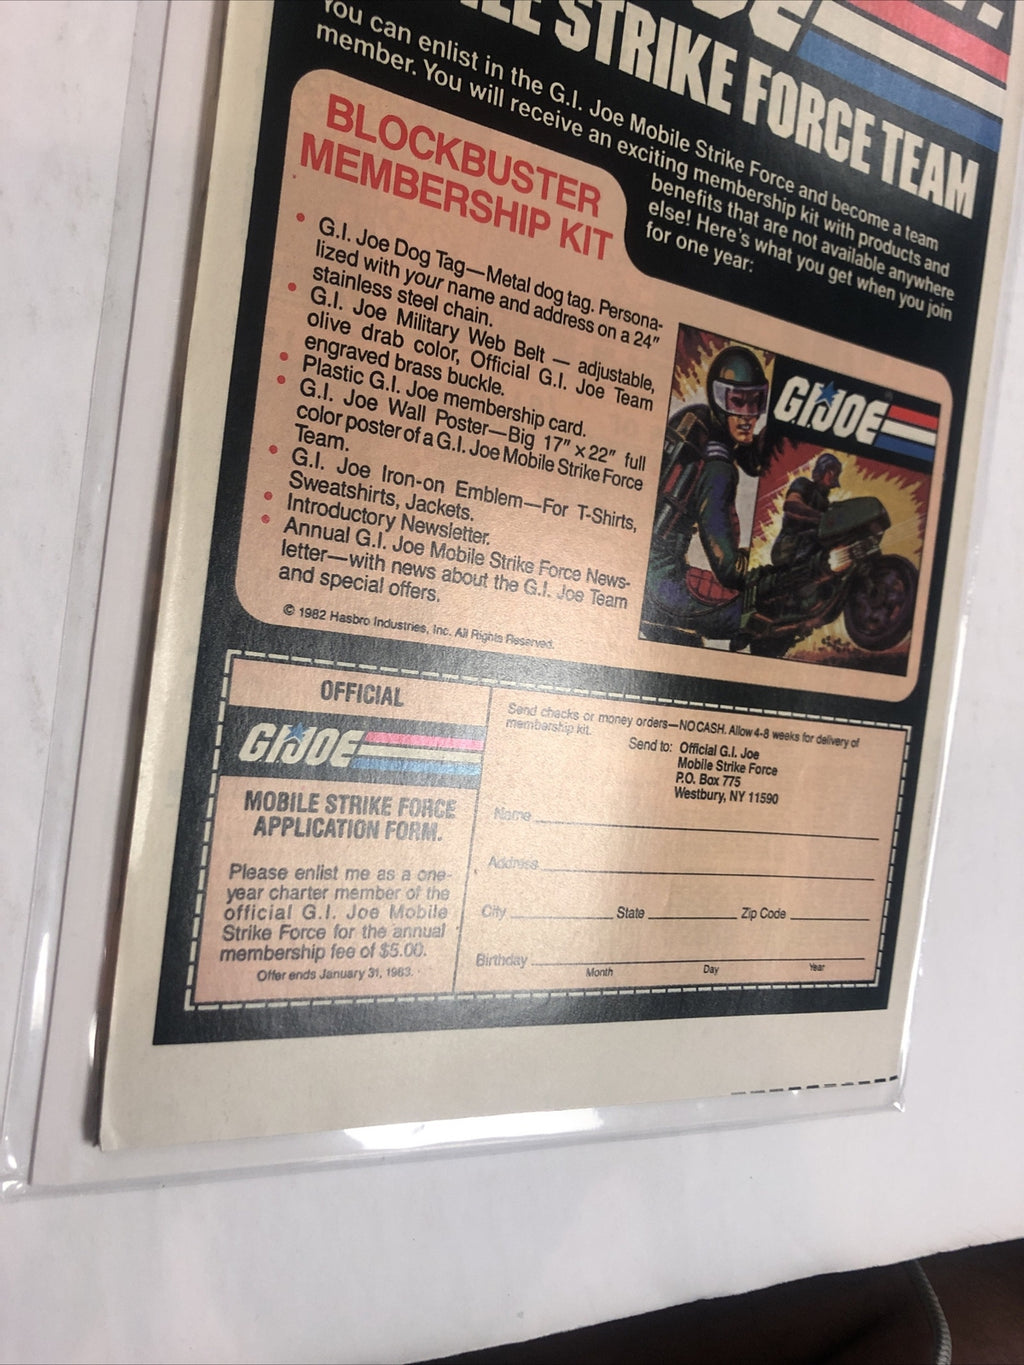 STRIKE FORCE TEAM
You can enlist in the G.I. Joe Mobile Strike Force and become a team
member. You will receive an exciting membership kit with products and
benefits that are not available anywhere
else! Here's what you get when you join
for one year:
BLOCKBUSTER
MEMBERSHIP KIT
• G.I. Joe Dog Tag—Metal dog tag. Persona-
lized with your name and address on a 24"
stainless steel chain.
• G.I. Joe Military Web Belt — adjustable,
olive drab color, Official G.I. Joe Team
engraved brass buckle.
• Plastic G.I. Joe membership card.
• G.I. Joe Wall Poster—Big 17" x 22" full
color poster of a G.I. Joe Mobile Strike Force
Team.
• G.I. Joe Iron-on Emblem—For T-Shirts,
Sweatshirts, Jackets.
• Introductory Newsletter.
• Annual G.I. Joe Mobile Strike Force News-
letter—with news about the G.I. Joe Team
and special offers.
© 1982 Hasbro Industries, Inc. All Rights Reserved.
G.I. JOE
OFFICIAL
G.I. JOE
MOBILE STRIKE FORCE
APPLICATION FORM.
Please enlist me as a one-
year charter member of the
official G.I. Joe Mobile
Strike Force for the annual
membership fee of $5.00.
Offer ends January 31, 1983.
Send checks or money orders—NO CASH. Allow 4-8 weeks for delivery of
membership kit.
Send to: Official G.I. Joe
Mobile Strike Force
P.O. Box 775
Westbury, NY 11590
Name
Address
City State Zip Code
Birthday
Month Day Year